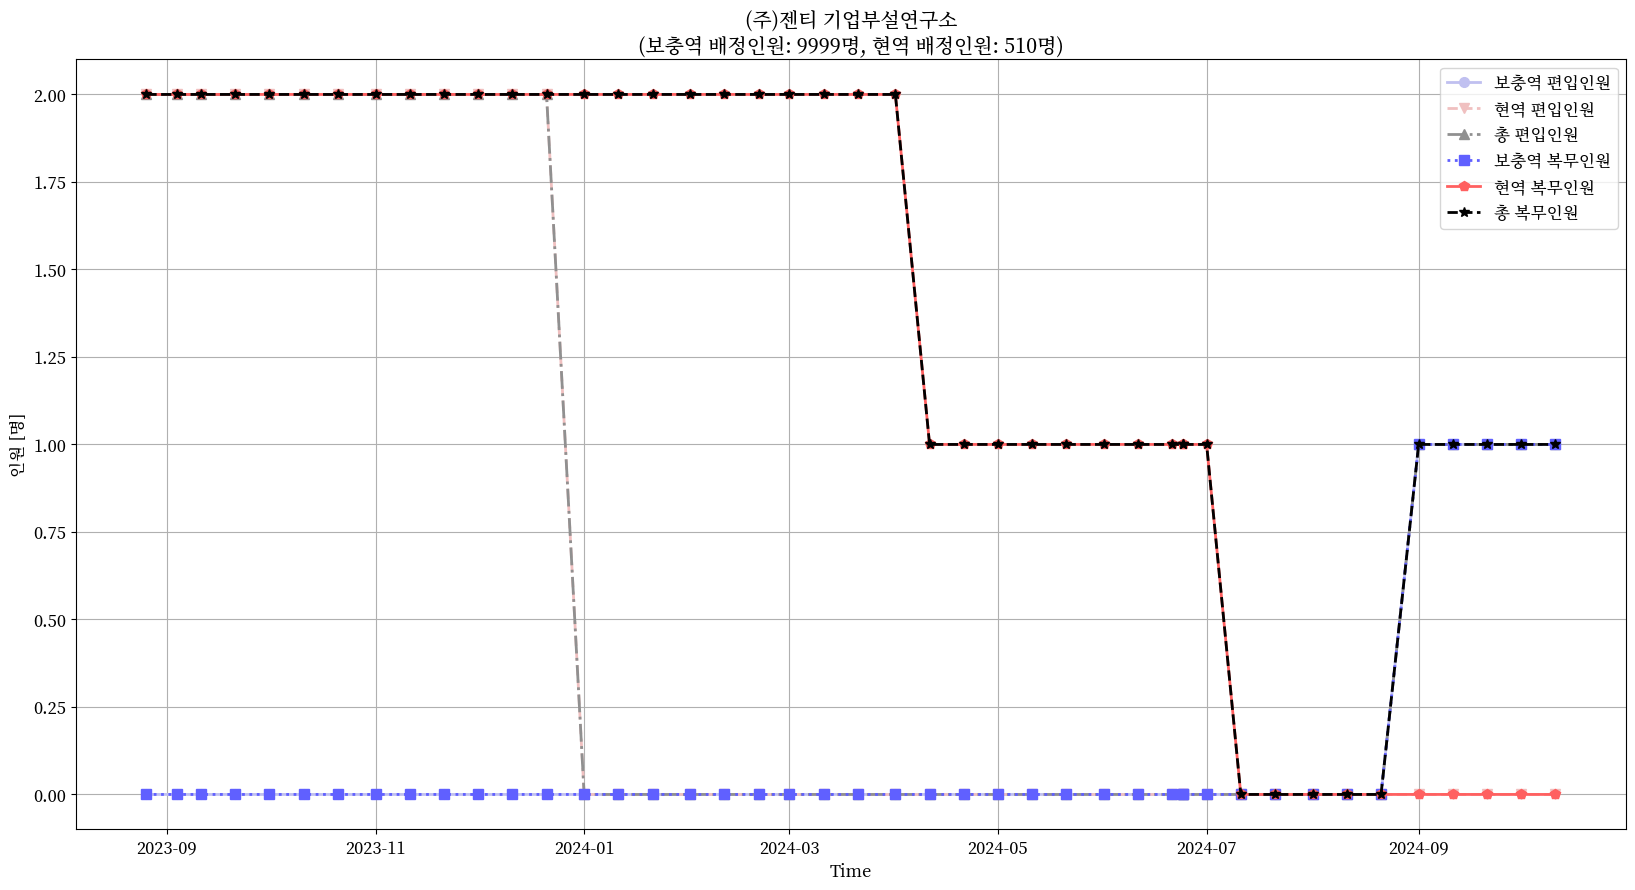 (주)젠티 기업부설연구소
(보충역 배정인원: 9999명, 현역 배정인원: 510명)
보충역 편입인원
현역 편입인원
총 편입인원
보충역 복무인원
현역 복무인원
총 복무인원
2.00
1.75
1.50
1.25
1.00
0.75
0.50
0.25
0.00
인원 [명]
2023-09 2023-11 2024-01 2024-03 2024-05 2024-07 2024-09
Time